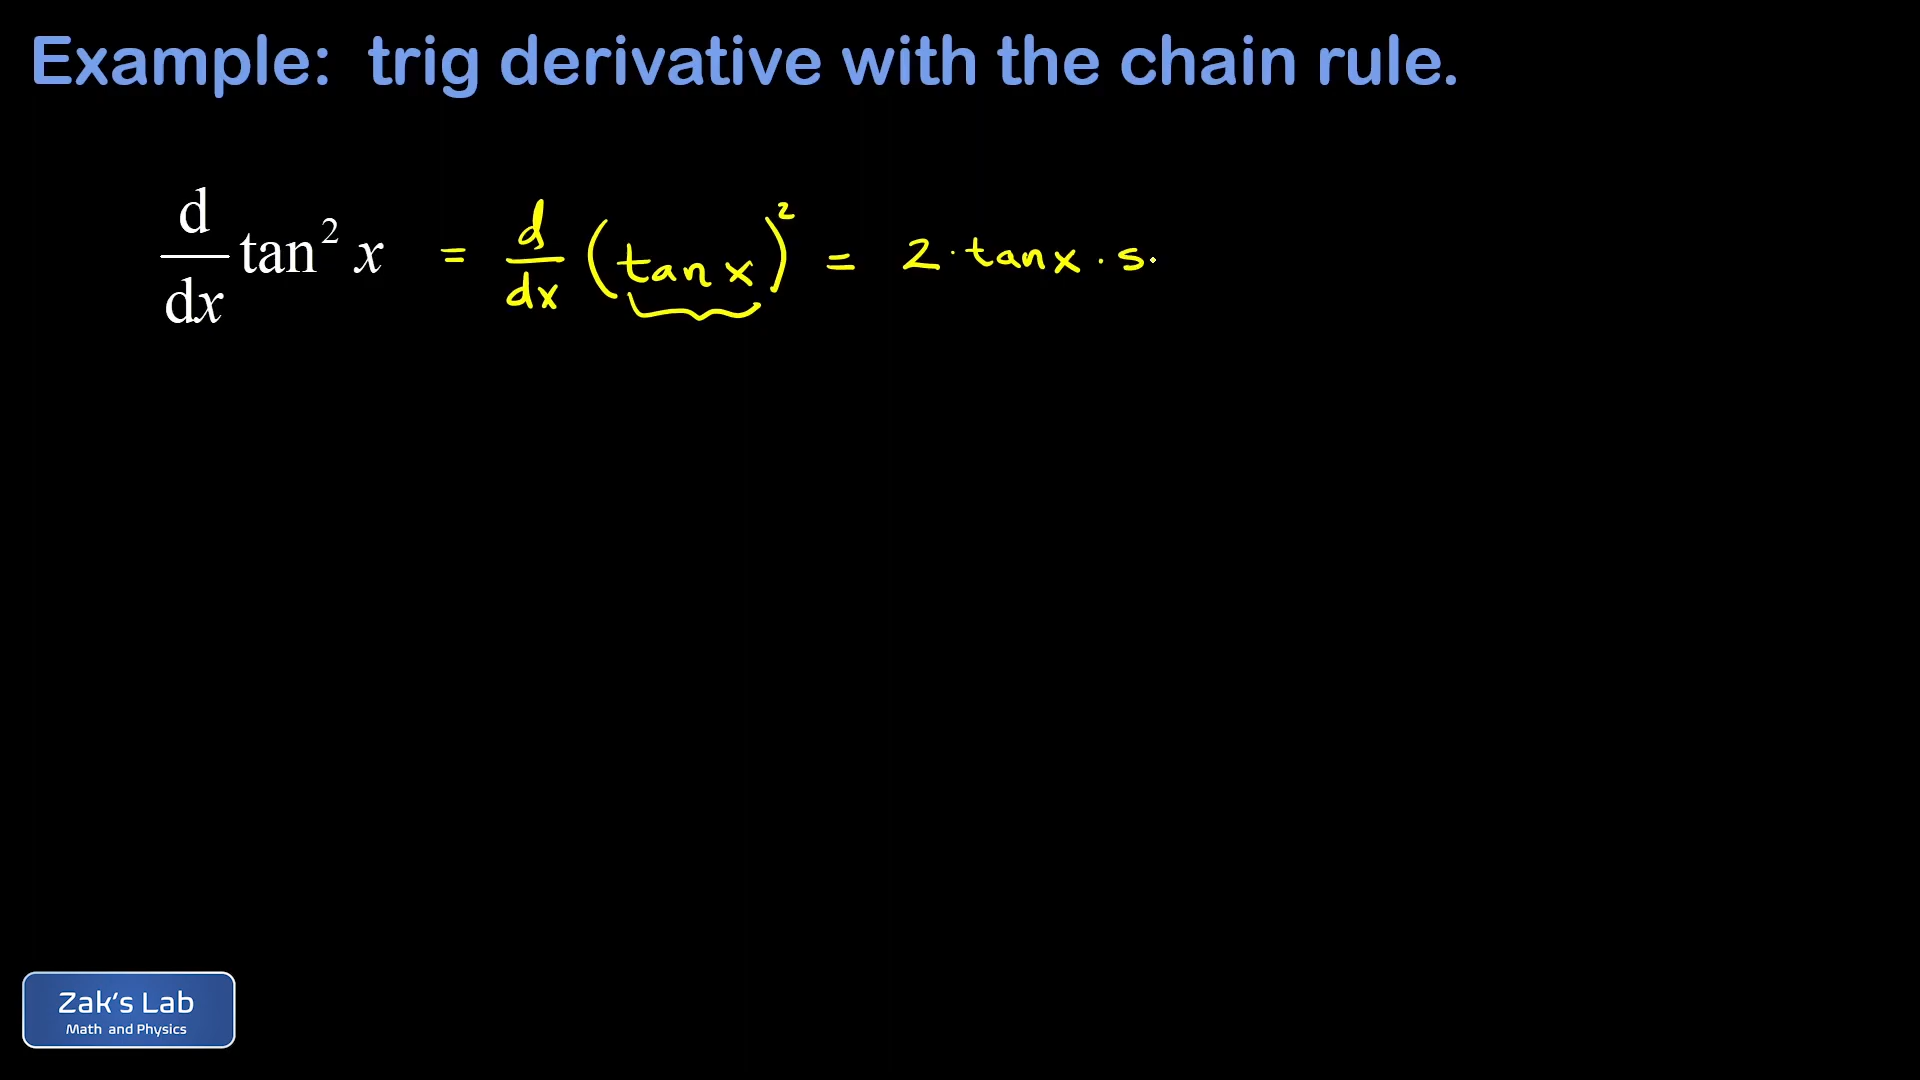 Example: trig derivative with the chain rule.
d/dx tan² x = d/dx (tan x)² = 2 · tan x · s
Zak's Lab
Math and Physics